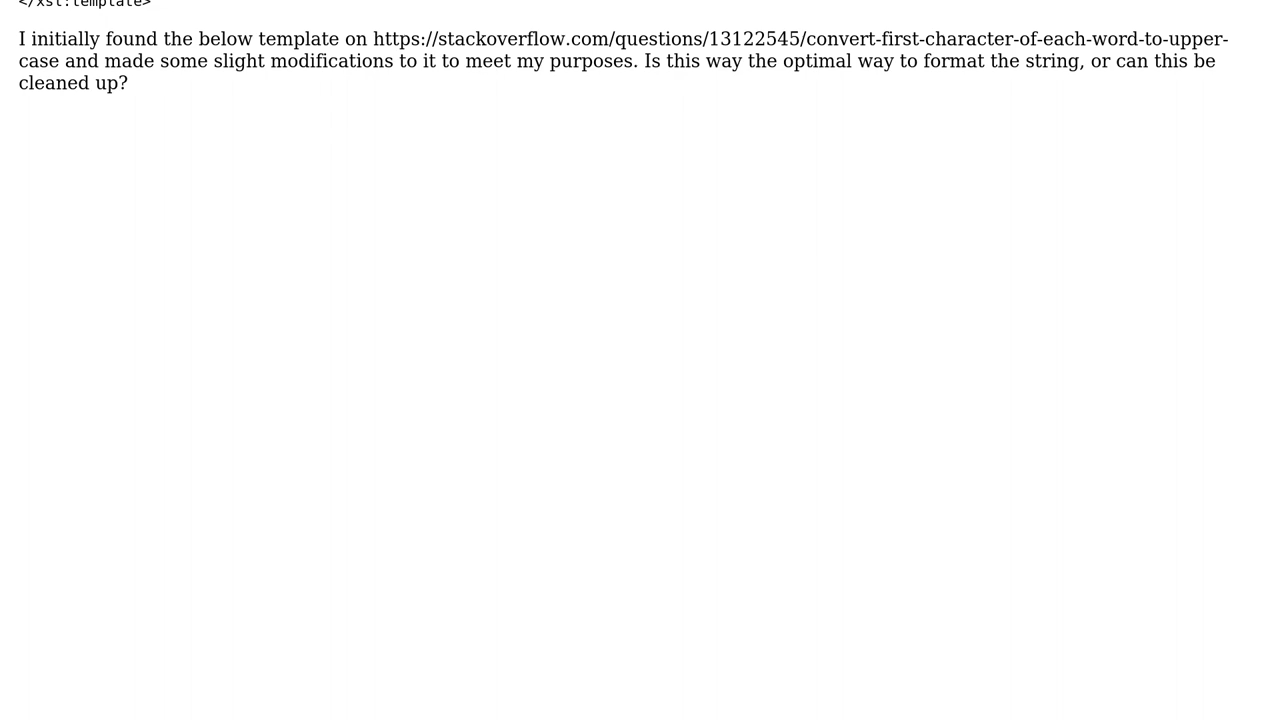 </xsl:template>
I initially found the below template on https://stackoverflow.com/questions/13122545/convert-first-character-of-each-word-to-upper-
case and made some slight modifications to it to meet my purposes. Is this way the optimal way to format the string, or can this be
cleaned up?